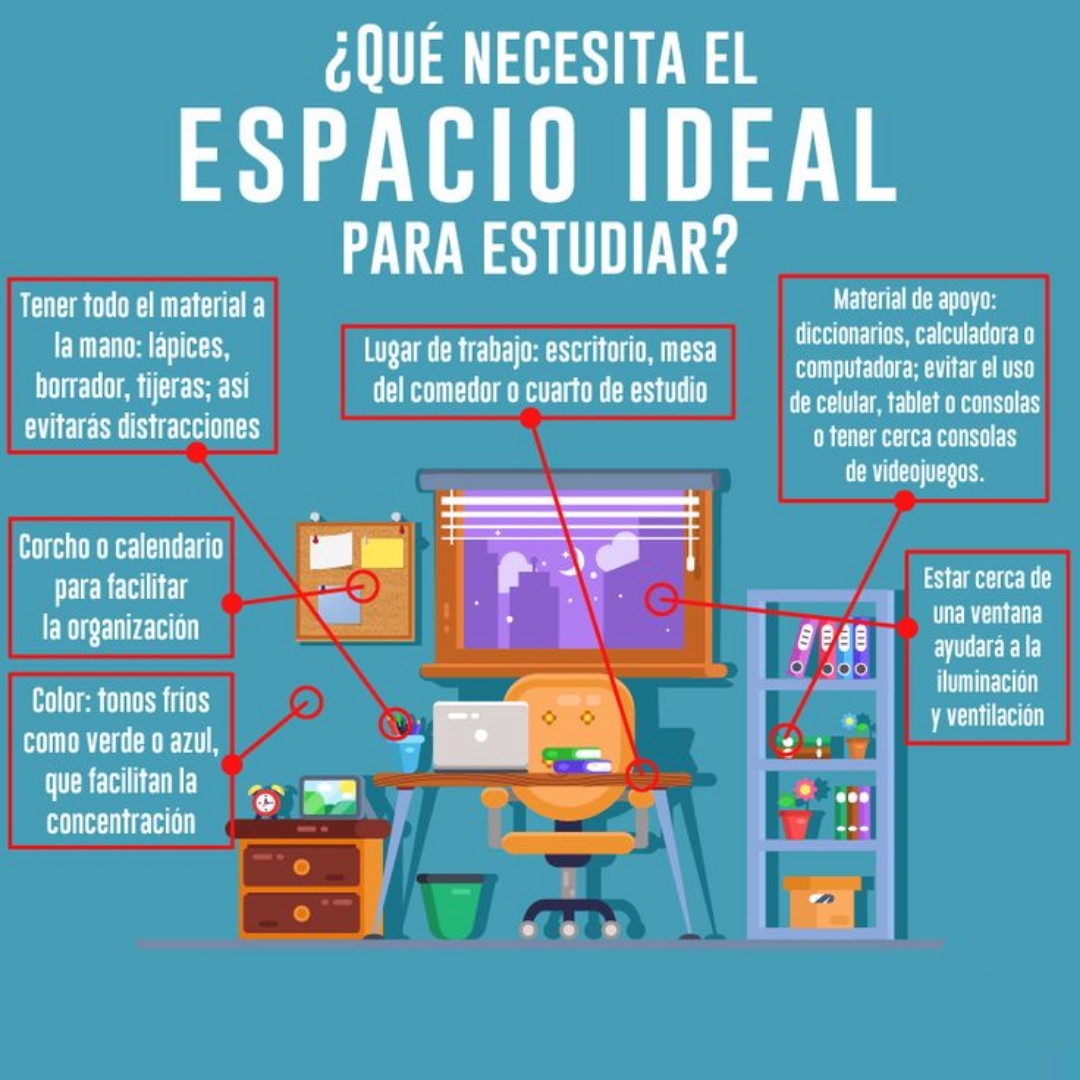 ¿QUÉ NECESITA EL
ESPACIO IDEAL
PARA ESTUDIAR?
Tener todo el material a
la mano: lápices,
borrador, tijeras; así
evitarás distracciones
Lugar de trabajo: escritorio, mesa
del comedor o cuarto de estudio
Material de apoyo:
diccionarios, calculadora o
computadora; evitar el uso
de celular, tablet o consolas
o tener cerca consolas
de videojuegos.
Corcho o calendario
para facilitar
la organización
Estar cerca de
una ventana
ayudará a la
iluminación
y ventilación
Color: tonos fríos
como verde o azul,
que facilitan la
concentración